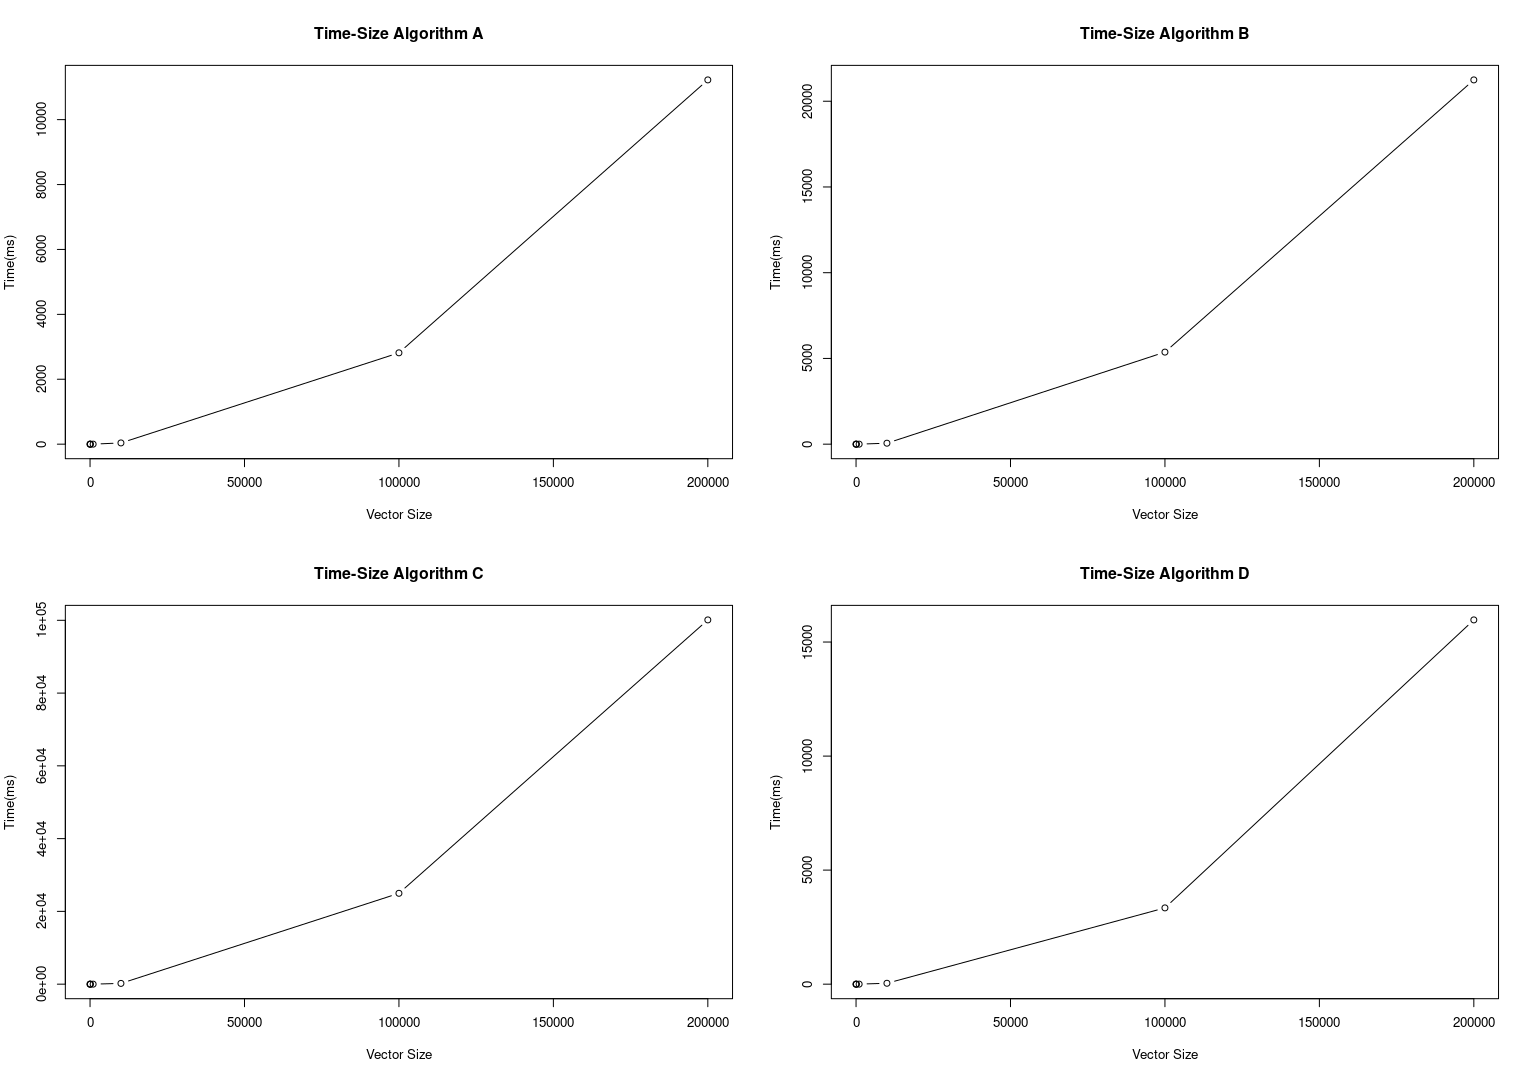 Time-Size Algorithm A
Time(ms)
10000
8000
6000
4000
2000
0
0 50000 100000 150000 200000
Vector Size
Time-Size Algorithm B
Time(ms)
20000
15000
10000
5000
0
0 50000 100000 150000 200000
Vector Size
Time-Size Algorithm C
Time(ms)
1e+05
8e+04
6e+04
4e+04
2e+04
0e+00
0 50000 100000 150000 200000
Vector Size
Time-Size Algorithm D
Time(ms)
15000
10000
5000
0
0 50000 100000 150000 200000
Vector Size